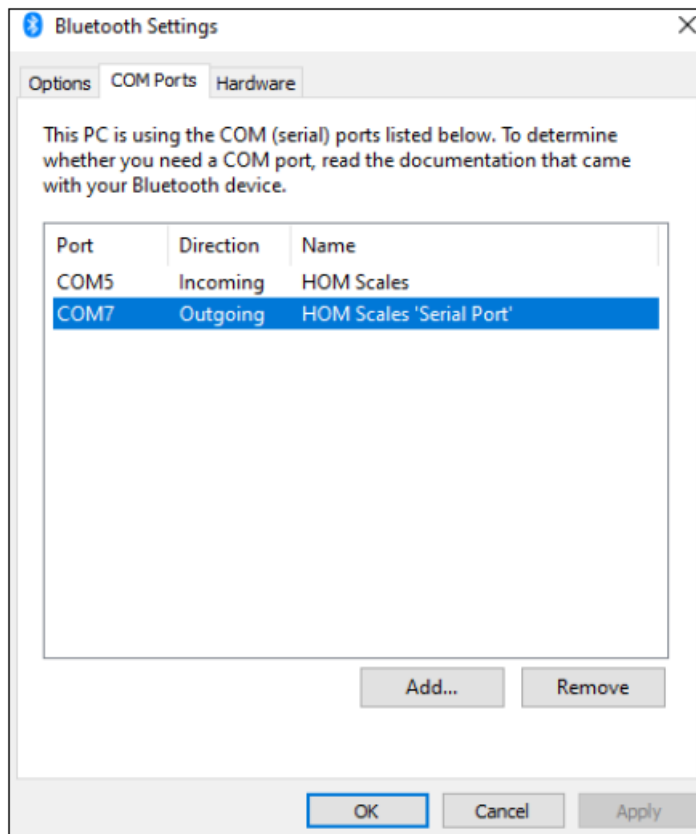 Bluetooth Settings
Options COM Ports Hardware
This PC is using the COM (serial) ports listed below. To determine
whether you need a COM port, read the documentation that came
with your Bluetooth device.
Port Direction Name
COM5 Incoming HOM Scales
COM7 Outgoing HOM Scales 'Serial Port'
Add... Remove
OK Cancel Apply